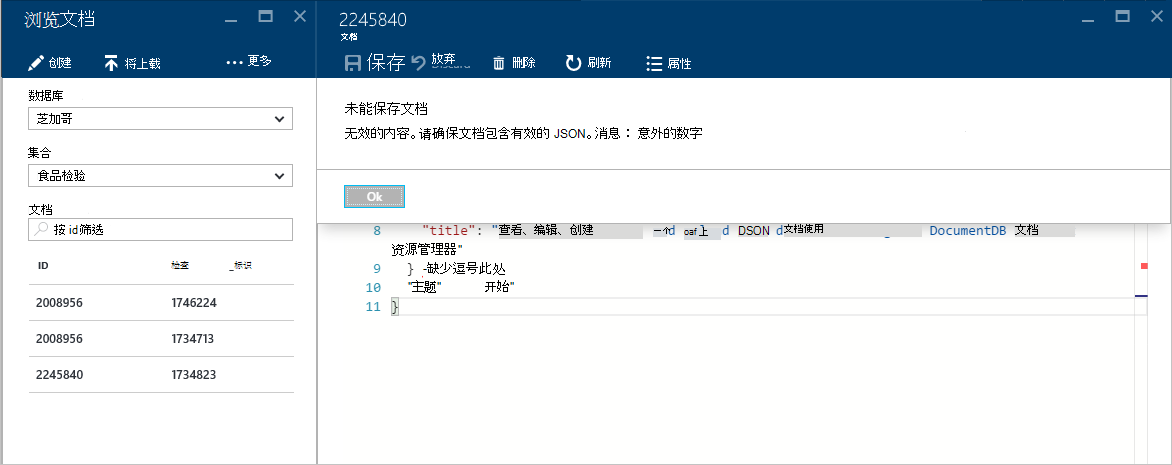 浏览文档
创建 将上载 ··· 更多
数据库
芝加哥
集合
食品检验
文档
按 id筛选
ID 检查 _标识
2008956 1746224
2008956 1734713
2245840 1734823
2245840
文档
保存 放弃 删除 刷新 属性
未能保存文档
无效的内容。请确保文档包含有效的 JSON。消息： 意外的数字
Ok
8 "title": "查看、编辑、创建 一个d oaf上 d DSON d文档使用 _ DocumentDB 文档
资源管理器"
9 } -缺少逗号此处
10 "主题" 开始"
11 }